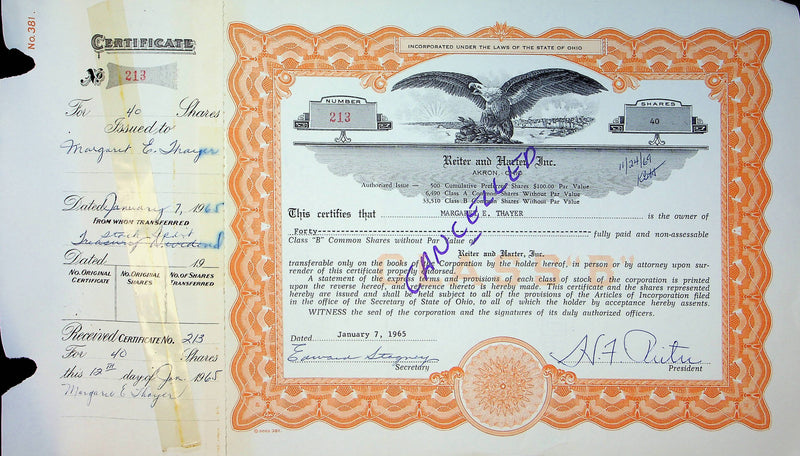 No. 381.
CERTIFICATE
No 213
For 40 Shares
Issued to
Margaret E. Thayer
Dated January 7, 1965
FROM WHOM TRANSFERRED
Dated 19
No. ORIGINAL CERTIFICATE
No. ORIGINAL SHARES
No. OF SHARES TRANSFERRED
Received CERTIFICATE No. 213
For 40 Shares
this 12th day of Jan. 1965
Margaret E Thayer
INCORPORATED UNDER THE LAWS OF THE STATE OF OHIO
NUMBER
213
SHARES
40
Reiter and Harter, Inc.
AKRON, OHIO
11/24/69
Authorized Issue — 500 Cumulative Preferred Shares $100.00 Par Value
6,490 Class A Common Shares Without Par Value
Class B Common Shares Without Par Value
CANCELLED
This certifies that MARGARET E. THAYER is the owner of
Forty fully paid and non-assessable
Class "B" Common Shares without Par Value of
Reiter and Harter, Inc.
CLASS "B"
transferable only on the books of the Corporation by the holder hereof, in person or by attorney upon surrender of this certificate properly endorsed.
A statement of the express terms and provisions of each class of stock of the corporation is printed
upon the reverse hereof, and reference thereto is hereby made. This certificate and the shares represented
hereby are issued and shall be held subject to all of the provisions of the Articles of Incorporation filed
in the office of the Secretary of State of Ohio, to all of which the holder by acceptance hereby assents.
WITNESS the seal of the corporation and the signatures of its duly authorized officers.
Dated January 7, 1965
Secretary
H F Reiter
President
© GOES 381